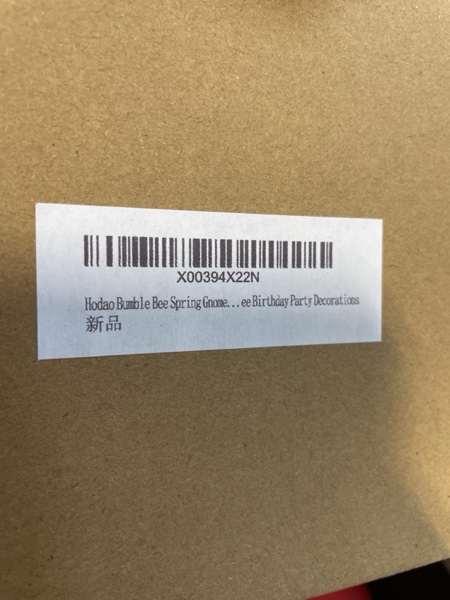 X00394X22N
Hodao Bumble Bee Spring Gnome...ee Birthday Party Decorations
新品